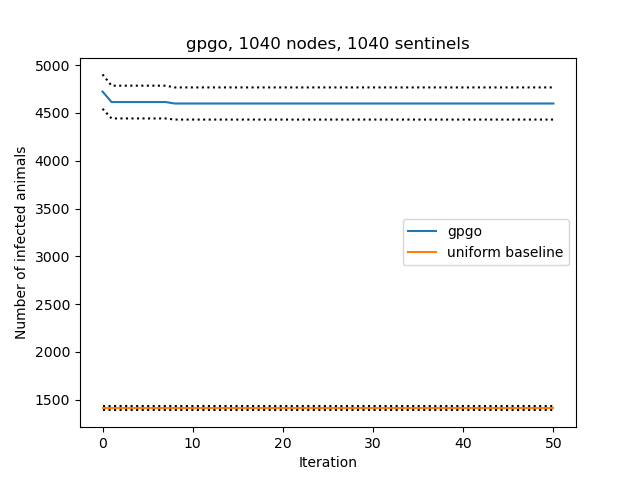 gpgo, 1040 nodes, 1040 sentinels
Number of infected animals
5000
4500
4000
3500
3000
2500
2000
1500
gpgo
uniform baseline
0 10 20 30 40 50
Iteration